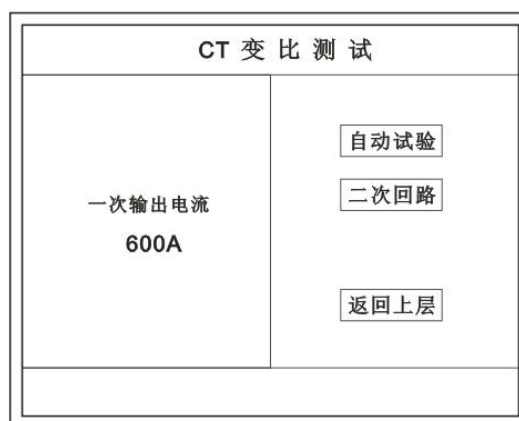 CT 变 比 测 试
一次输出电流
600A
自动试验
二次回路
返回上层